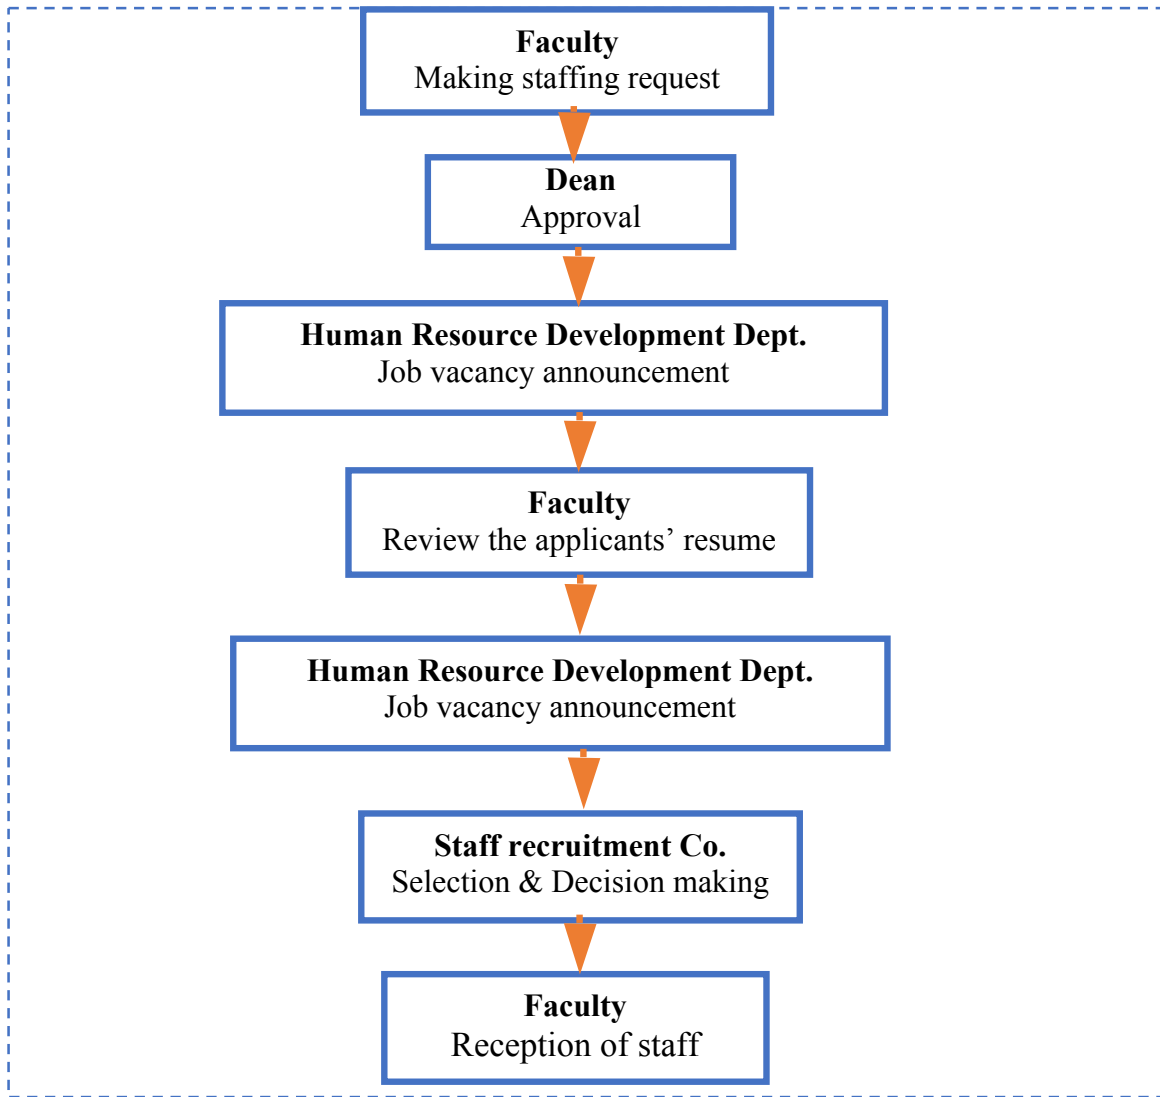 Faculty
Making staffing request
Dean
Approval
Human Resource Development Dept.
Job vacancy announcement
Faculty
Review the applicants’ resume
Human Resource Development Dept.
Job vacancy announcement
Staff recruitment Co.
Selection & Decision making
Faculty
Reception of staff